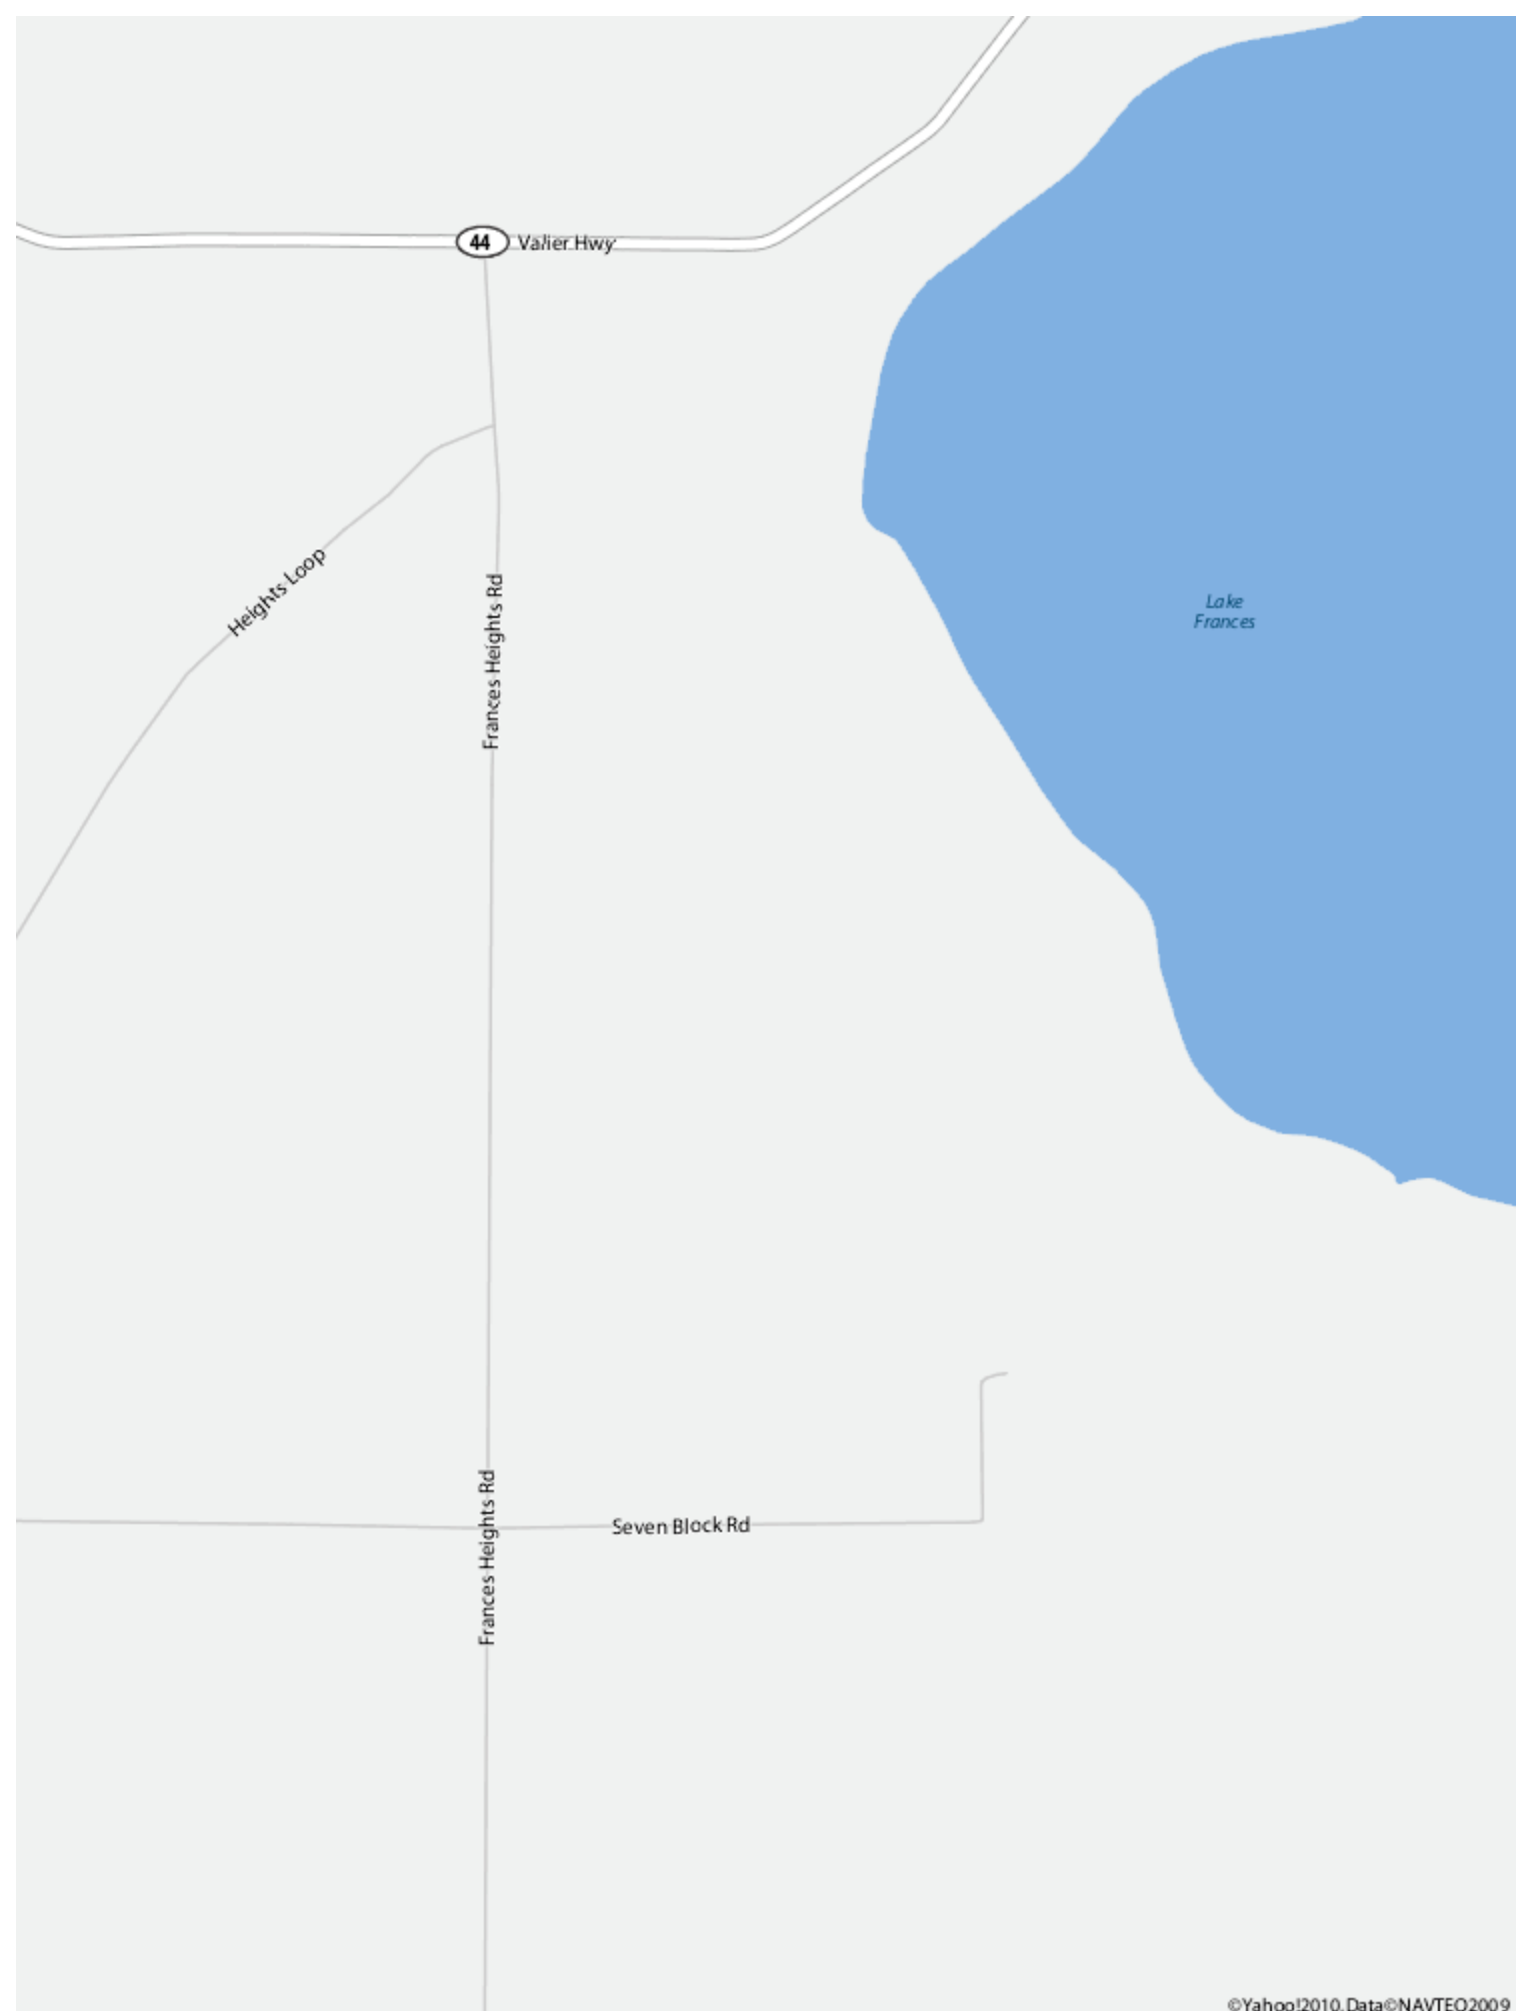 44 Valier Hwy
Heights Loop
Frances Heights Rd
Lake
Frances
Frances Heights Rd
Seven Block Rd
©Yahoo!2010, Data©NAVTEQ2009